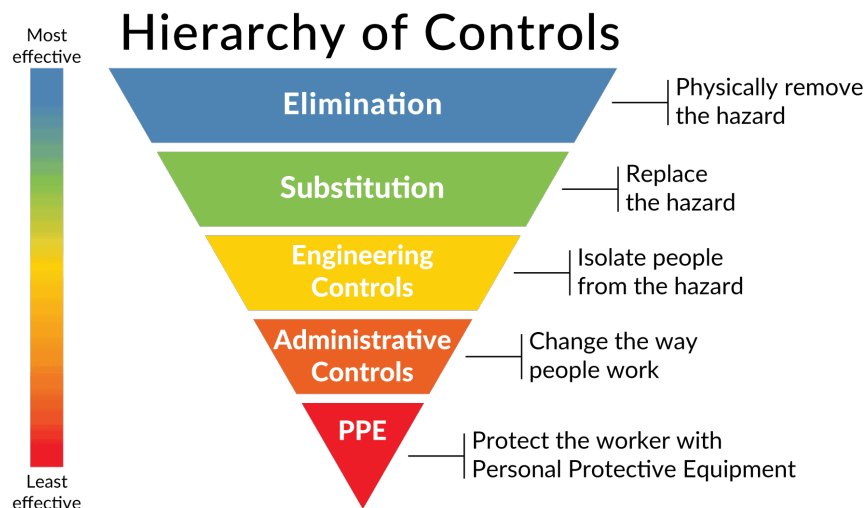 Hierarchy of Controls
Most
effective
Elimination
Physically remove
the hazard
Substitution
Replace
the hazard
Engineering
Controls
Isolate people
from the hazard
Administrative
Controls
Change the way
people work
PPE
Protect the worker with
Personal Protective Equipment
Least
effective